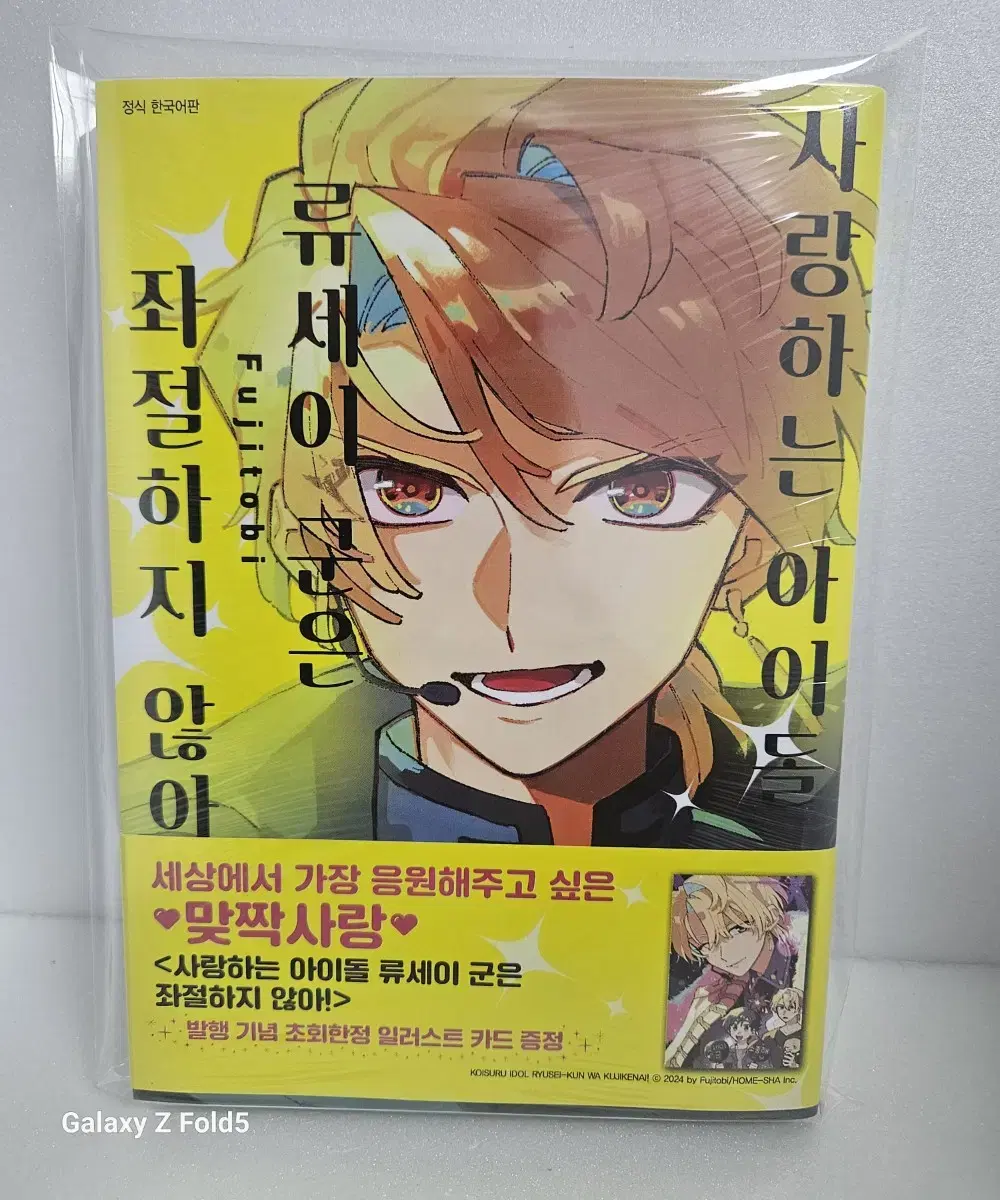 정식 한국어판
사랑하는 아이돌
류세이 군은
좌절하지 않아
Fujitobi
세상에서 가장 응원해주고 싶은
♥맞짝사랑♥
<사랑하는 아이돌 류세이 군은
좌절하지 않아!>
발행 기념 초회한정 일러스트 카드 증정
KOISURU IDOL RYUSEI-KUN WA KUJIKENAI! © 2024 by Fujitobi/HOME-SHA Inc.
Galaxy Z Fold5